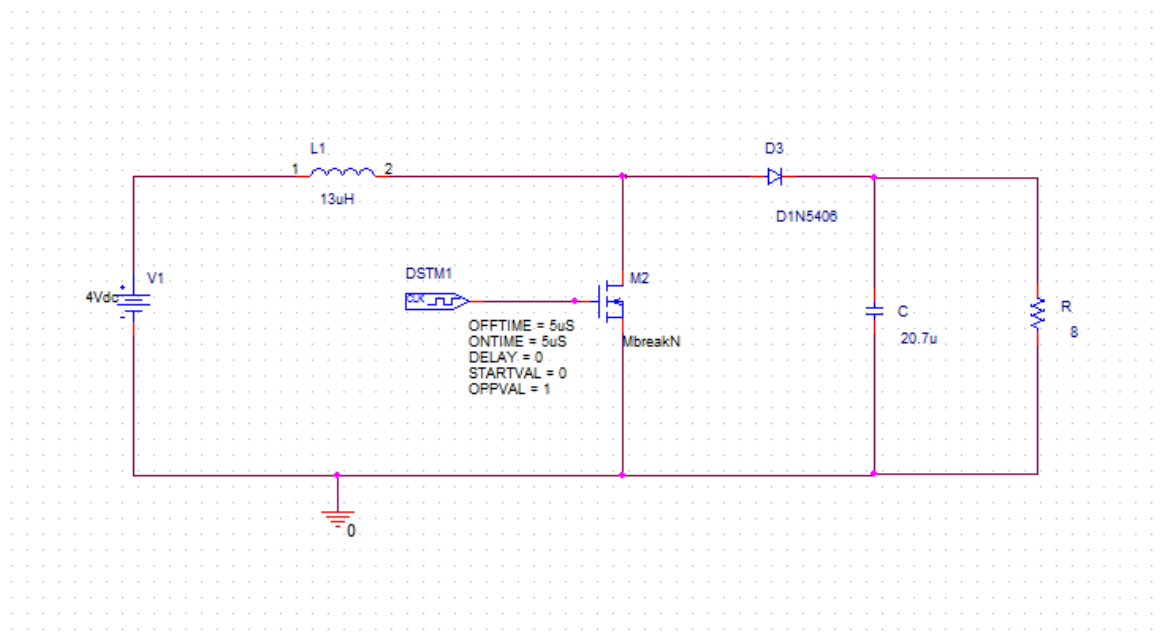 L1
1
2
13uH
D3
D1N5406
V1
4Vdc
+
-
DSTM1
CLK
OFFTIME = 5uS
ONTIME = 5uS
DELAY = 0
STARTVAL = 0
OPPVAL = 1
M2
MbreakN
C
20.7u
R
8
0